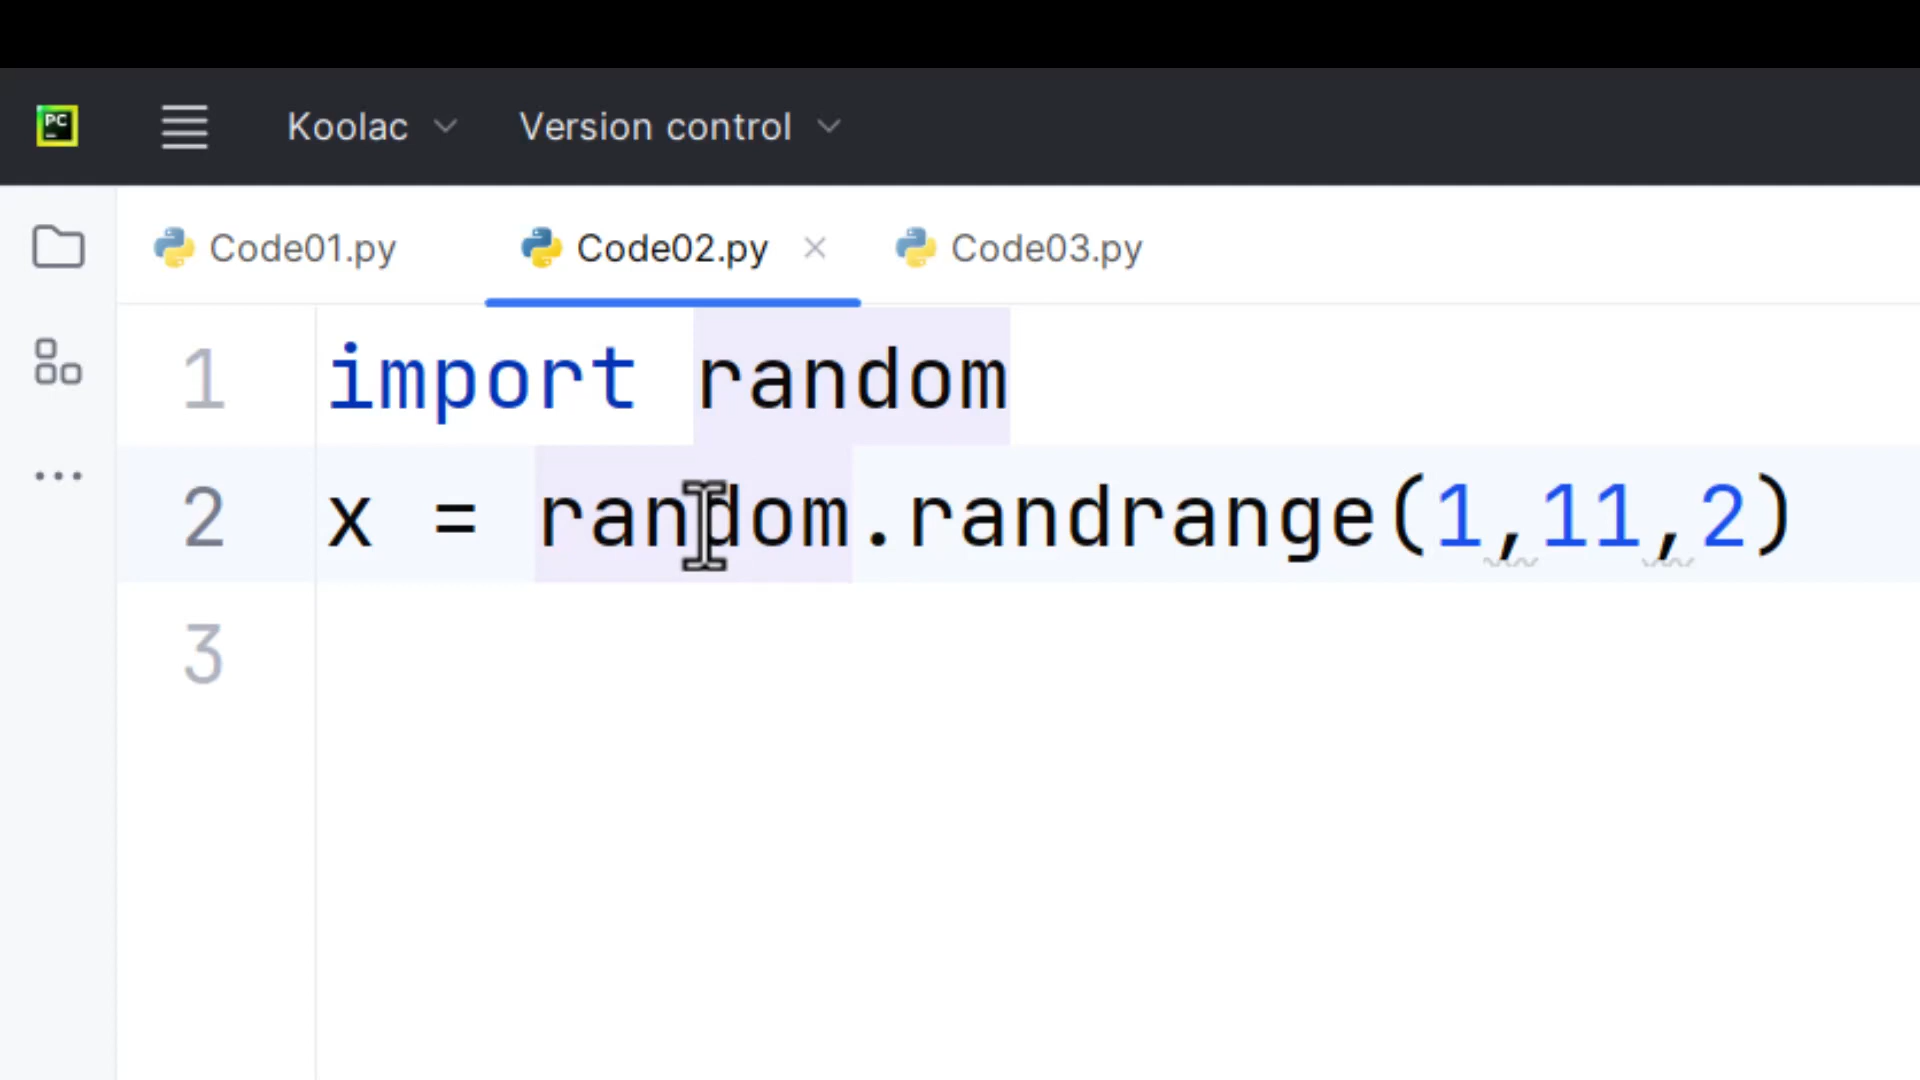 PC Koolac Version control
Code01.py Code02.py Code03.py
1 import random
2 x = random.randrange(1,11,2)
3